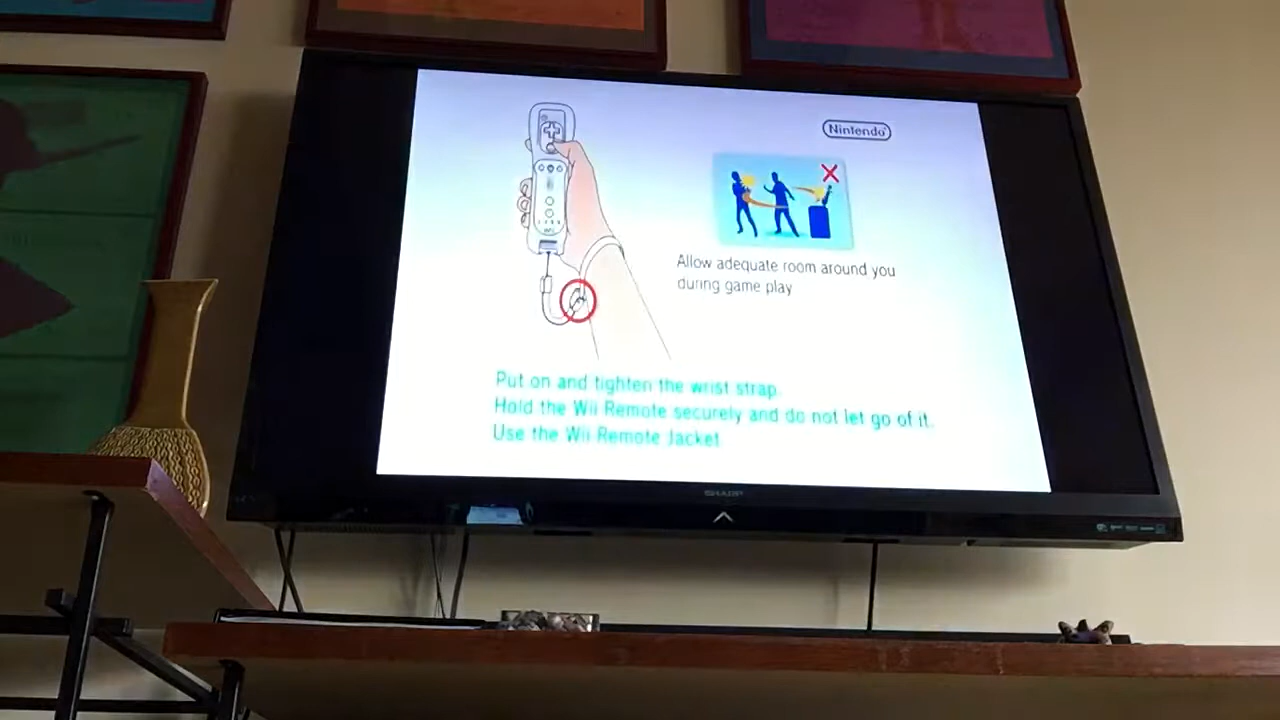 Nintendo
Allow adequate room around you
during game play
Put on and tighten the wrist strap.
Hold the Wii Remote securely and do not let go of it.
Use the Wii Remote Jacket
SHARP